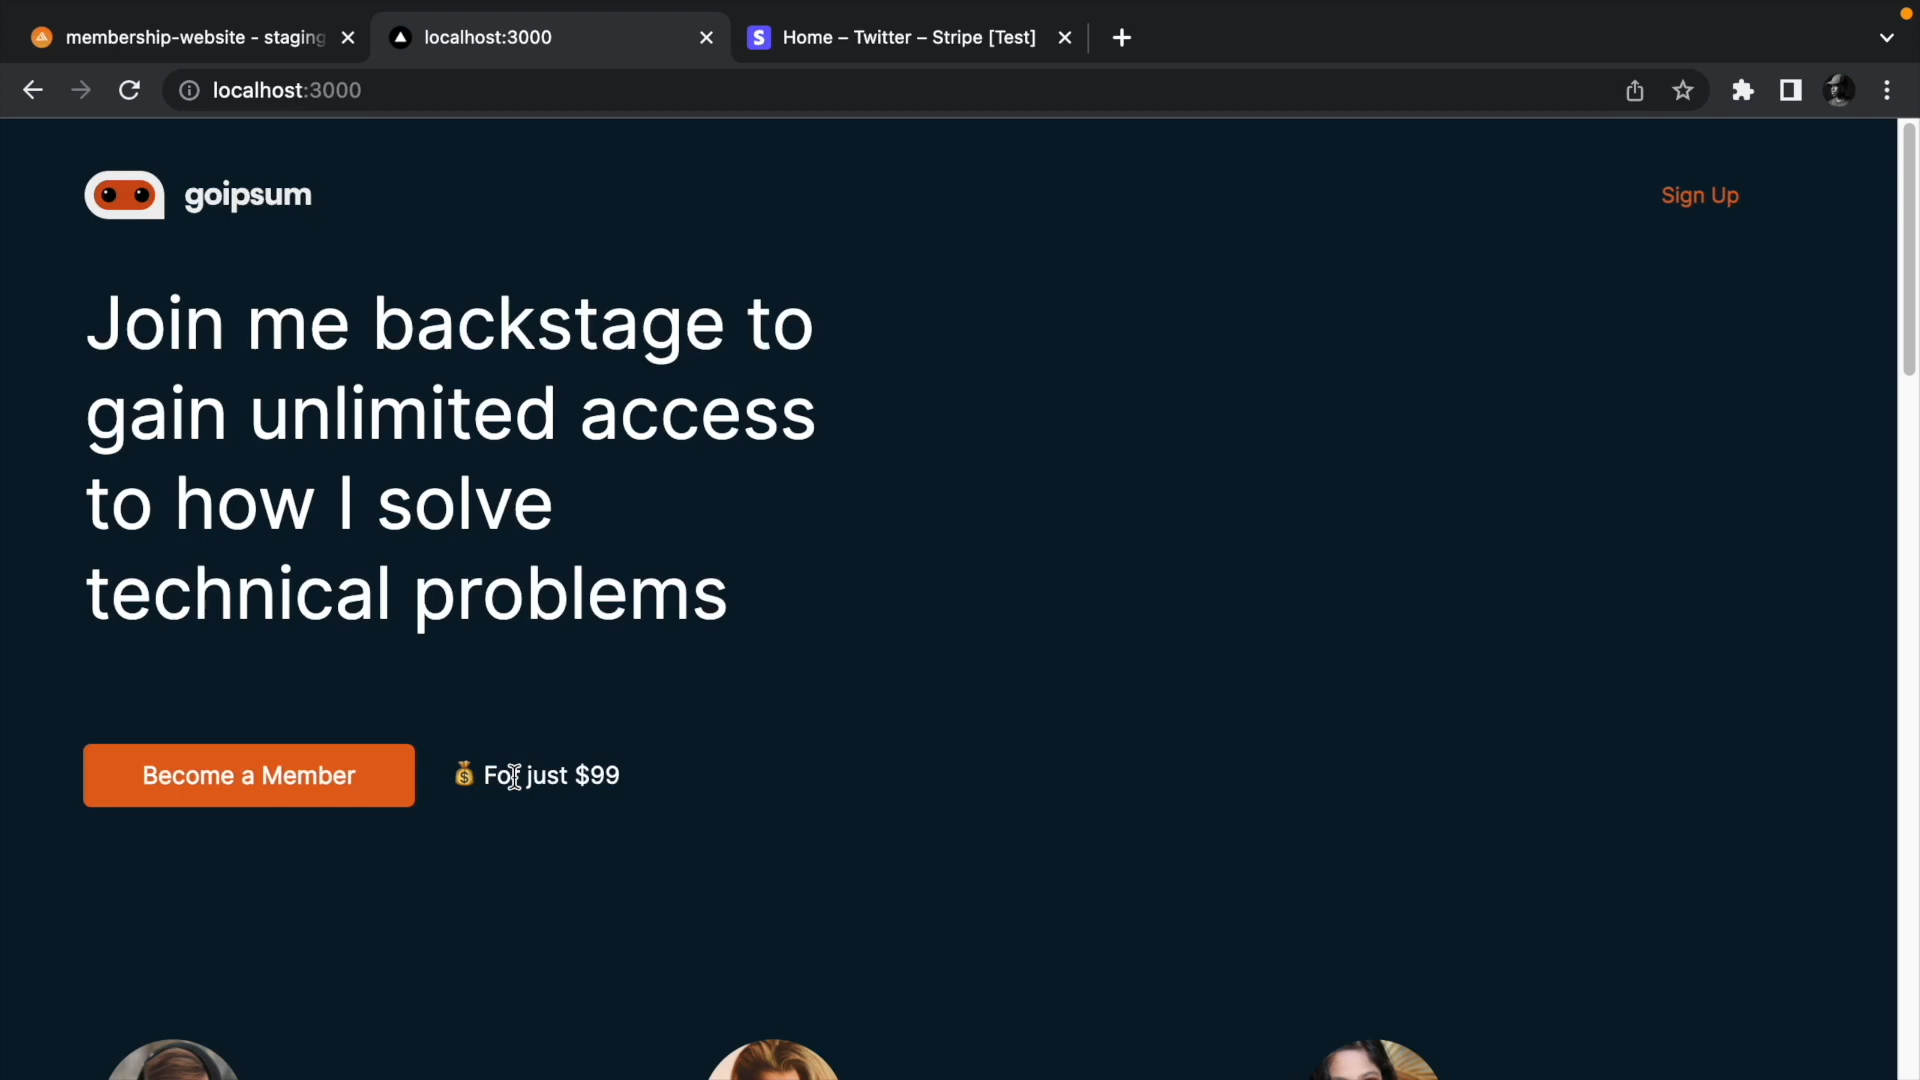 membership-website - staging
localhost:3000
Home – Twitter – Stripe [Test]
localhost:3000
goipsum
Sign Up
Join me backstage to
gain unlimited access
to how I solve
technical problems
Become a Member
💰 For just $99